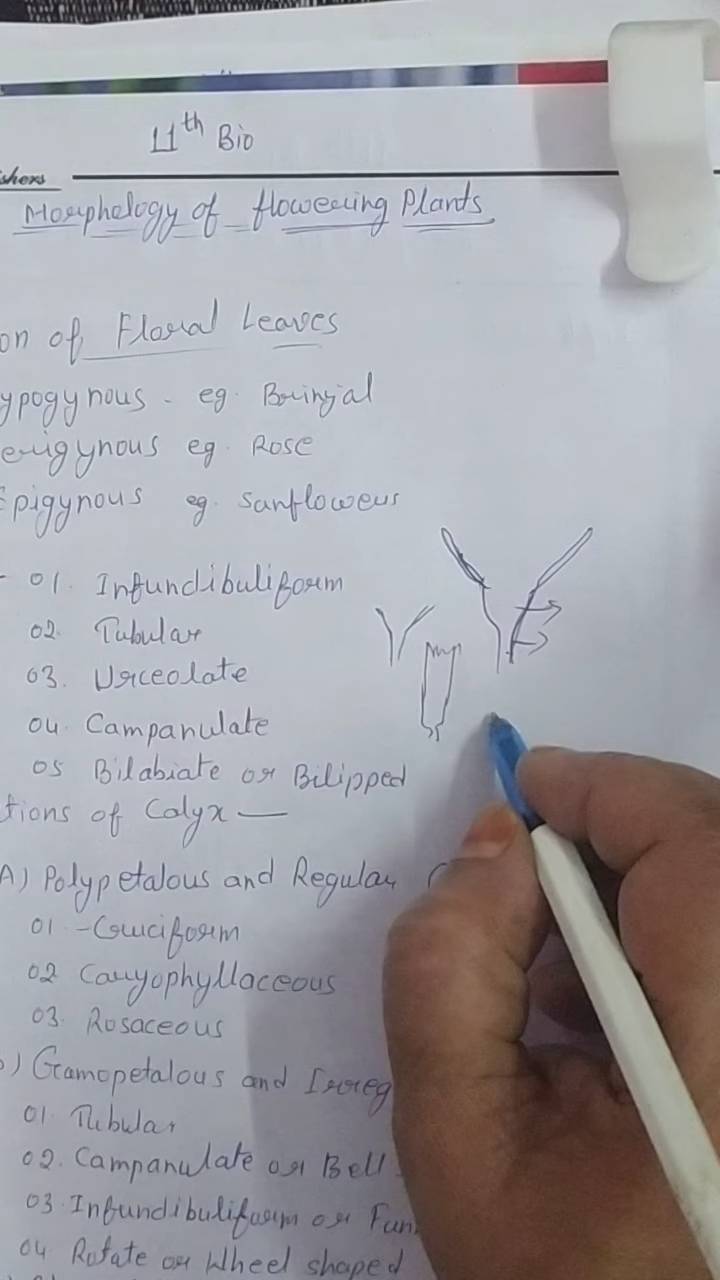 11th Bio
shers
Morphology of flowering Plants
on of Floral Leaves
ypogynous - eg. Brinjal
erigynous eg. Rose
Epigynous eg. Sanflowers
- 01. Infundibuliform
02. Tubular
03. Urceolate
04. Campanulate
05 Bilabiate or Bilipped
tions of Calyx —
A) Polypetalous and Regular (
01 - Cruciform
02 Caryophyllaceous
03. Rosaceous
) Gamopetalous and Irreg
01. Tubular
02. Campanulate or Bell
03. Infundibuliform or Fun
04 Rotate or Wheel shaped